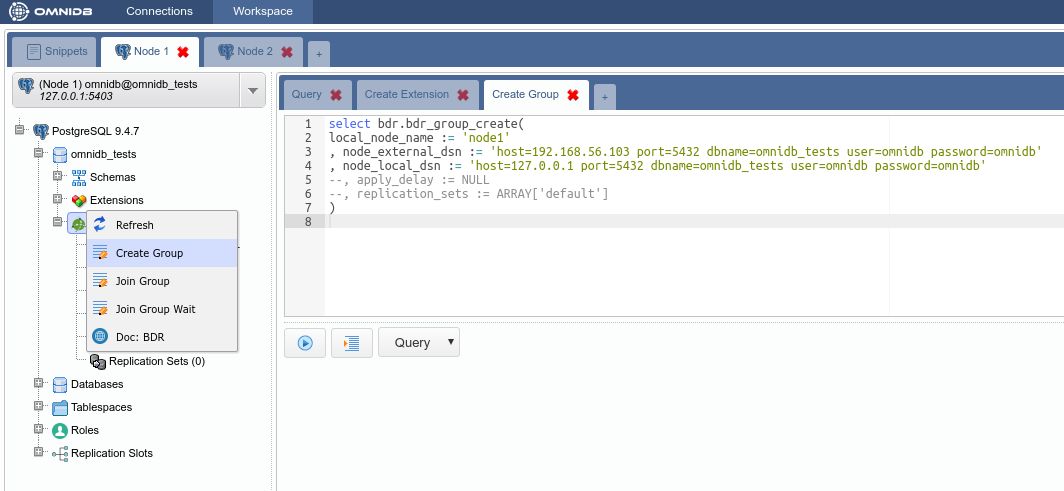 OMNIDB Connections Workspace
Snippets Node 1 Node 2 +
(Node 1) omnidb@omnidb_tests
127.0.0.1:5403
PostgreSQL 9.4.7
omnidb_tests
Schemas
Extensions
Refresh
Create Group
Join Group
Join Group Wait
Doc: BDR
Replication Sets (0)
Databases
Tablespaces
Roles
Replication Slots
Query Create Extension Create Group +
1 select bdr.bdr_group_create(
2 local_node_name := 'node1'
3 , node_external_dsn := 'host=192.168.56.103 port=5432 dbname=omnidb_tests user=omnidb password=omnidb'
4 , node_local_dsn := 'host=127.0.0.1 port=5432 dbname=omnidb_tests user=omnidb password=omnidb'
5 --, apply_delay := NULL
6 --, replication_sets := ARRAY['default']
7 )
8
Query